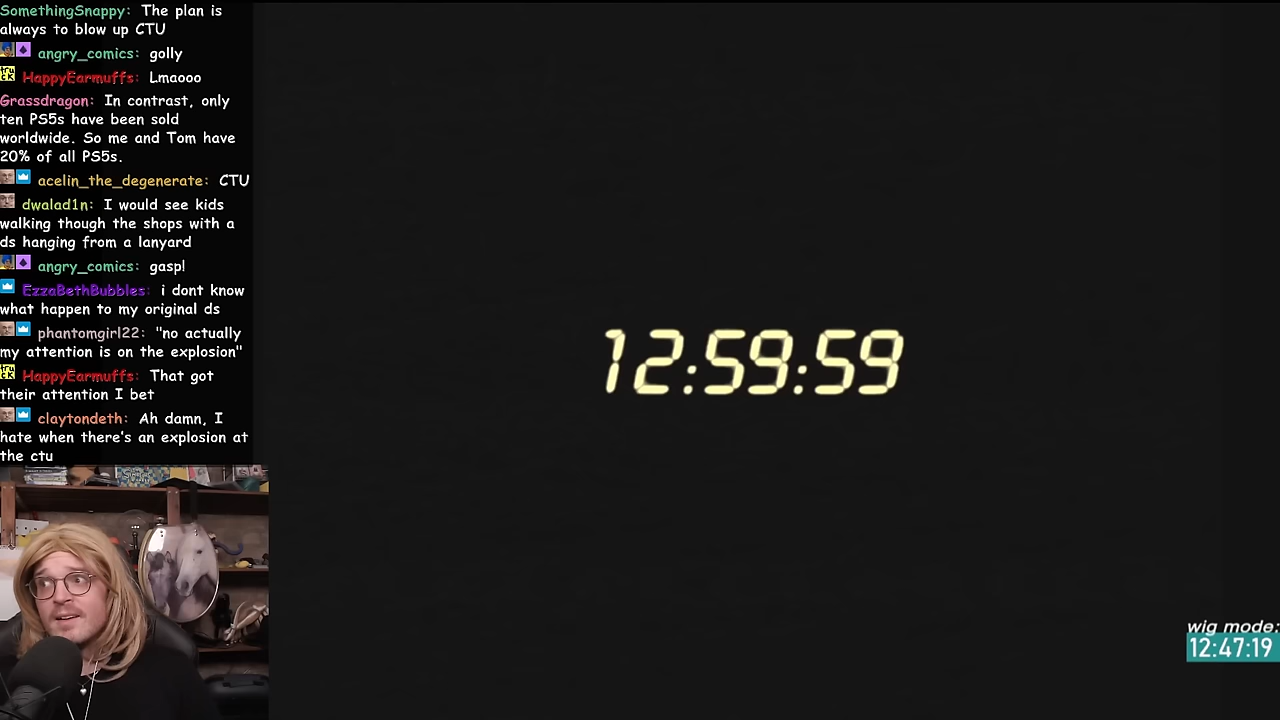 SomethingSnappy: The plan is
always to blow up CTU
angry_comics: golly
HappyEarmuffs: Lmaooo
Grassdragon: In contrast, only
ten PS5s have been sold
worldwide. So me and Tom have
20% of all PS5s.
acelin_the_degenerate: CTU
dwalad1n: I would see kids
walking though the shops with a
ds hanging from a lanyard
angry_comics: gasp!
EzzaBethBubbles: i dont know
what happen to my original ds
phantomgirl22: "no actually
my attention is on the explosion"
HappyEarmuffs: That got
their attention I bet
claytondeth: Ah damn, I
hate when there's an explosion at
the ctu
12:59:59
wig mode:
12:47:19